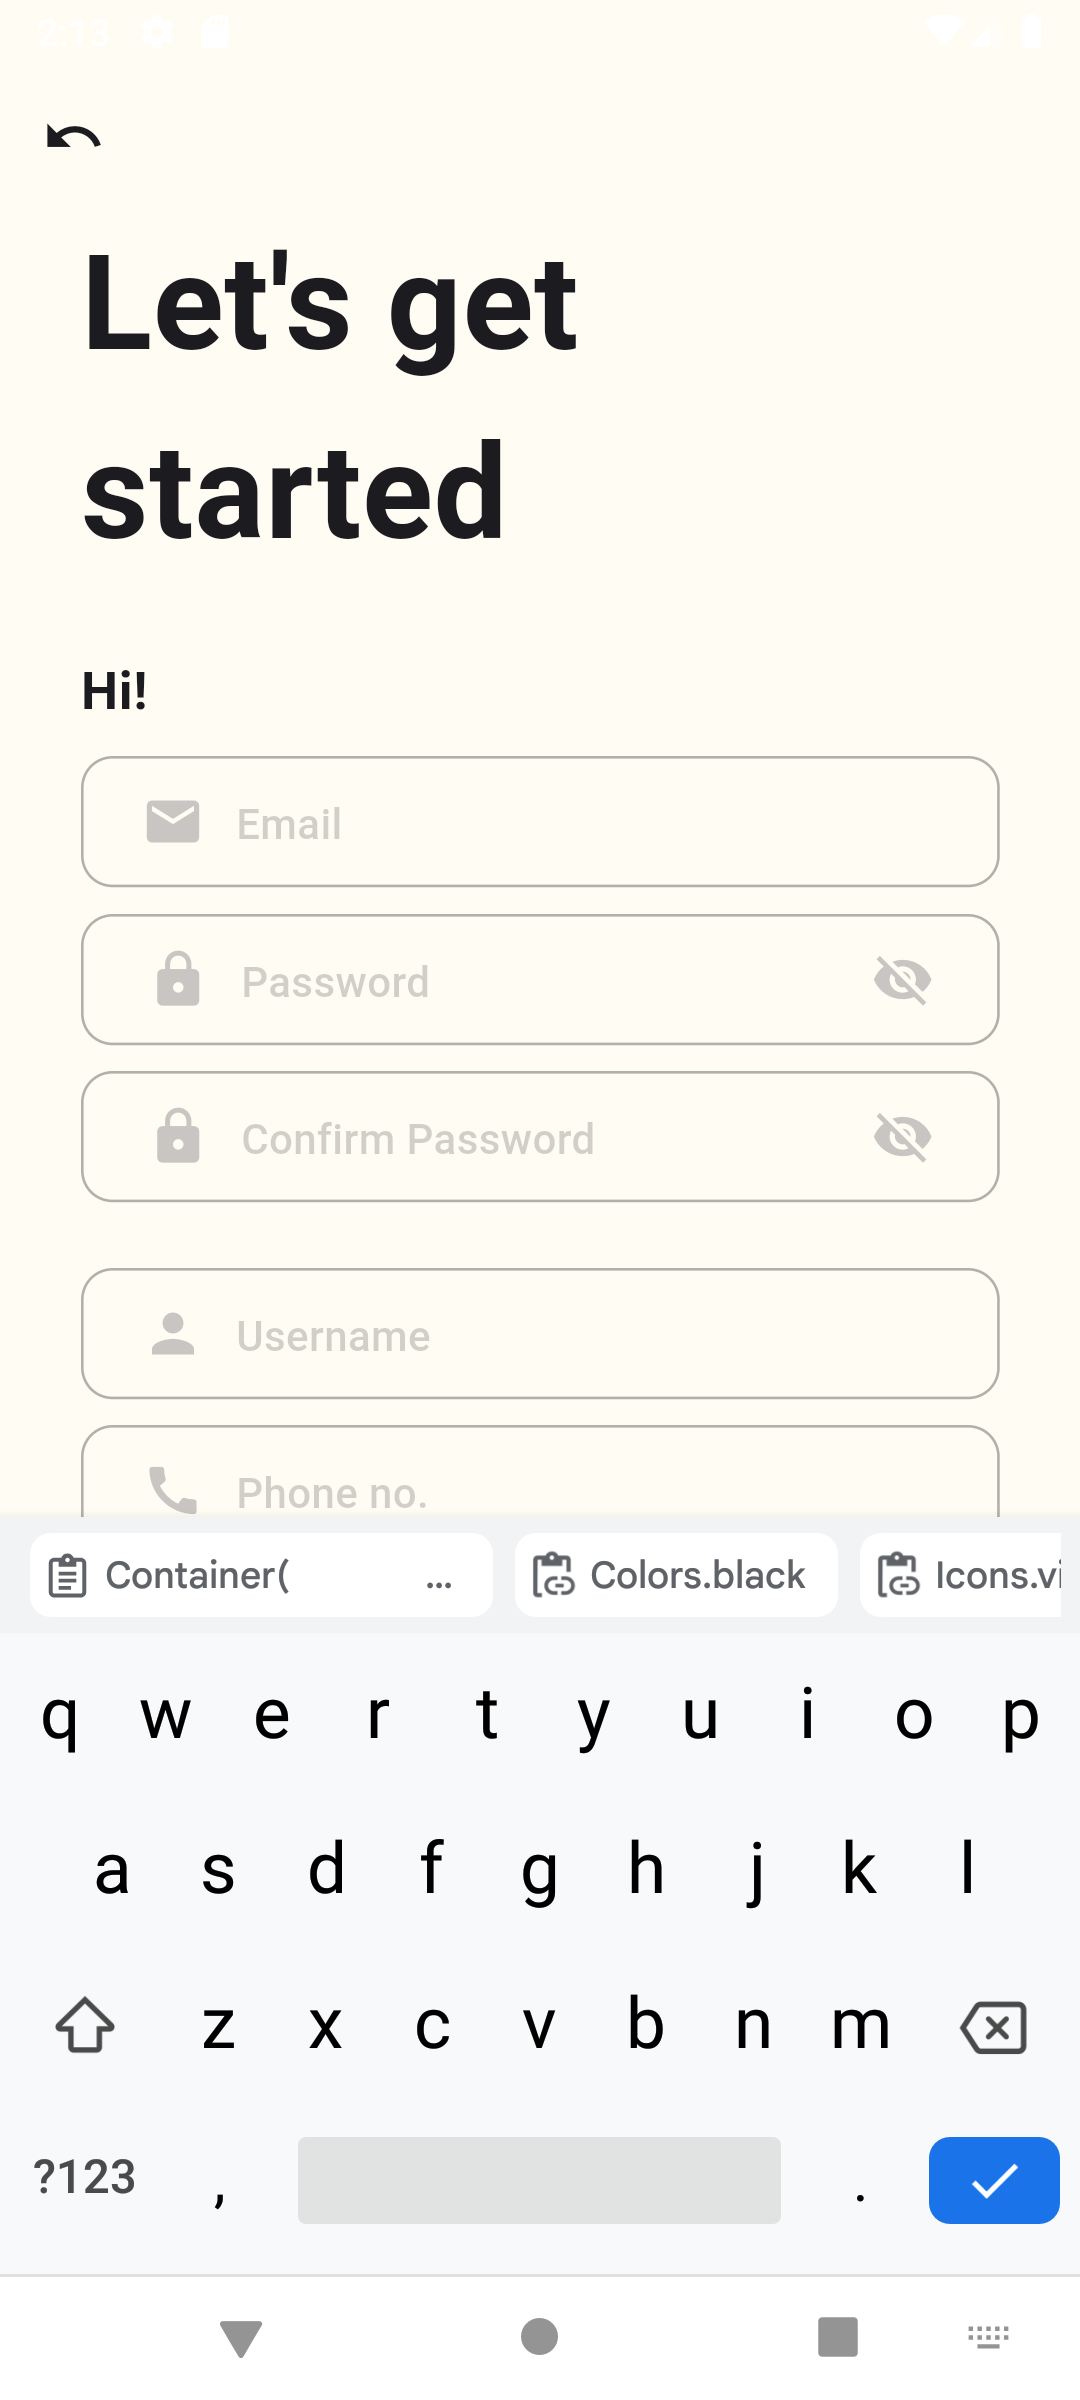 2:13
Let's get
started
Hi!
Email
Password
Confirm Password
Username
Phone no.
Container( ...
Colors.black
Icons.vi
q w e r t y u i o p
a s d f g h j k l
z x c v b n m
?123 , .